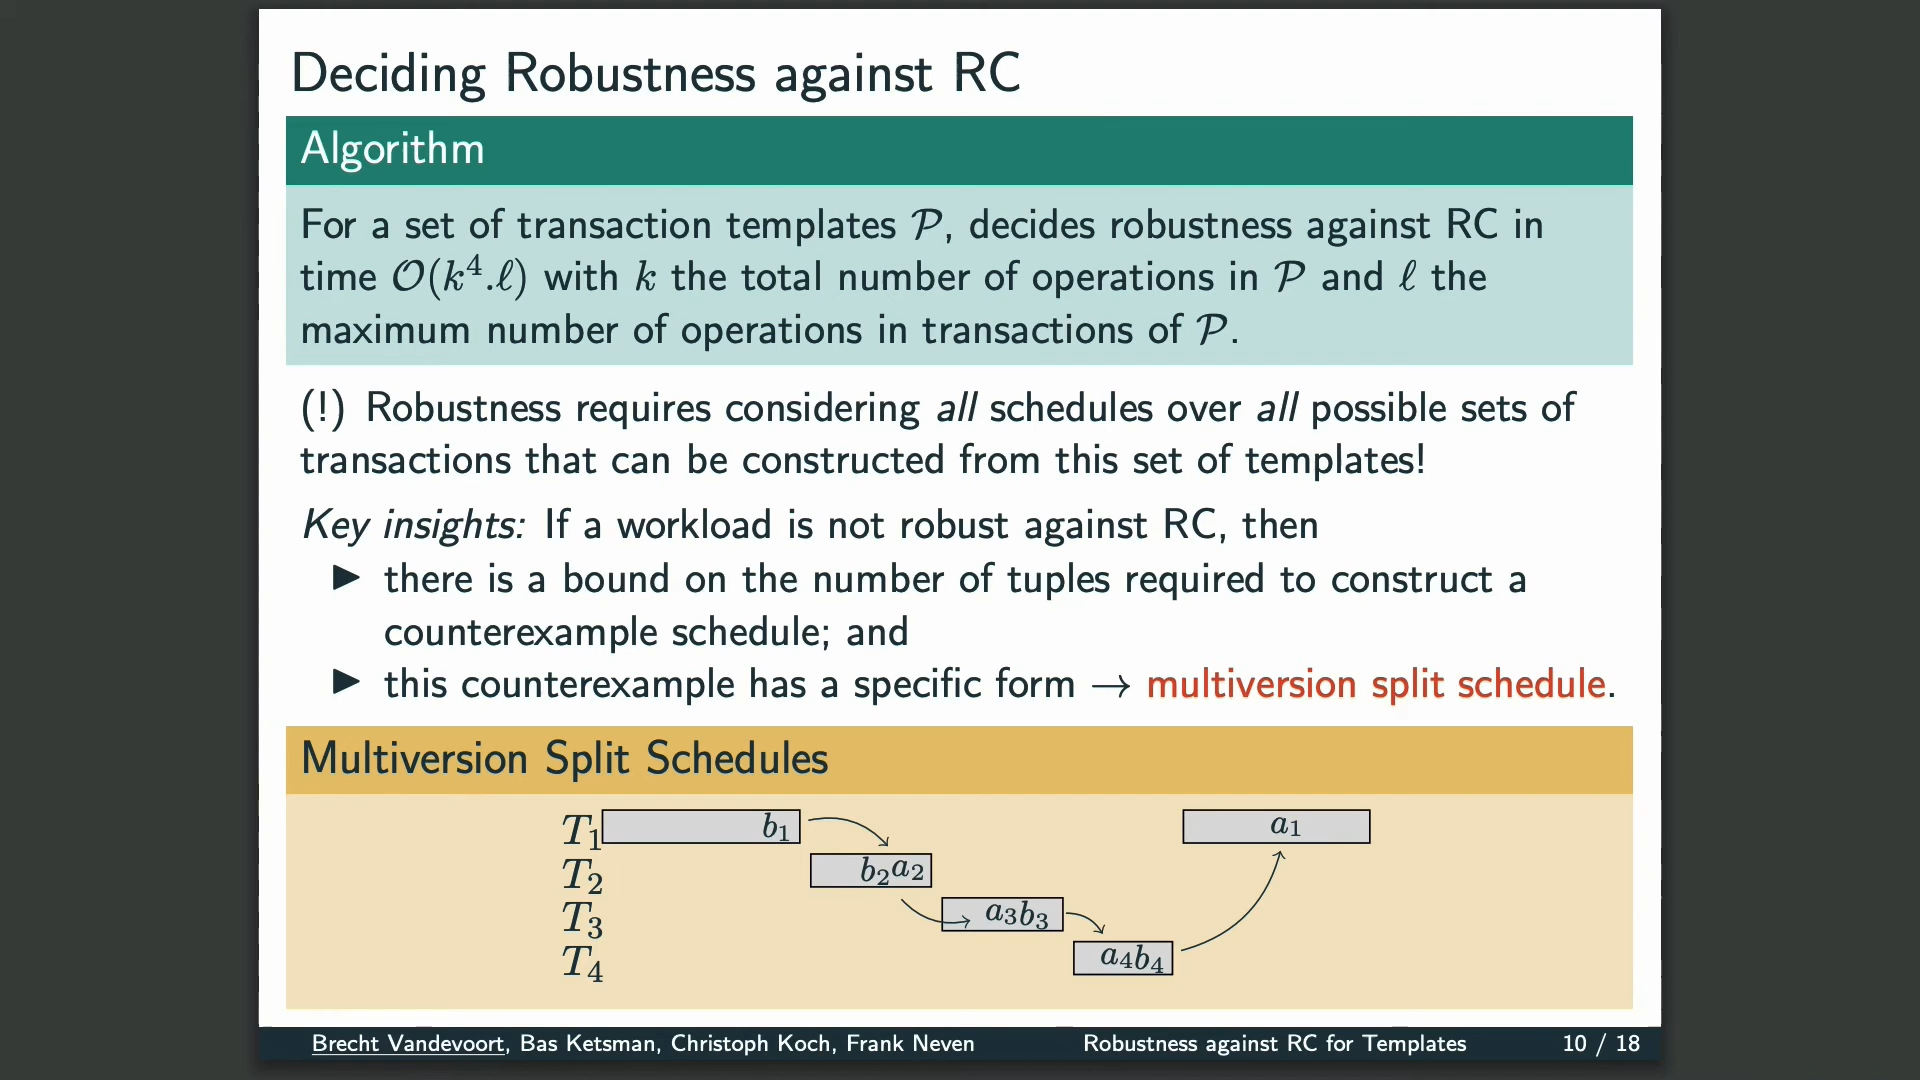 Deciding Robustness against RC
Algorithm
For a set of transaction templates 𝒫, decides robustness against RC in
time 𝒪(k⁴.ℓ) with k the total number of operations in 𝒫 and ℓ the
maximum number of operations in transactions of 𝒫.
(!) Robustness requires considering all schedules over all possible sets of
transactions that can be constructed from this set of templates!
Key insights: If a workload is not robust against RC, then
▶ there is a bound on the number of tuples required to construct a
counterexample schedule; and
▶ this counterexample has a specific form → multiversion split schedule.
Multiversion Split Schedules
T₁ b₁ a₁
T₂ b₂a₂
T₃ a₃b₃
T₄ a₄b₄
Brecht Vandevoort, Bas Ketsman, Christoph Koch, Frank Neven Robustness against RC for Templates 10 / 18